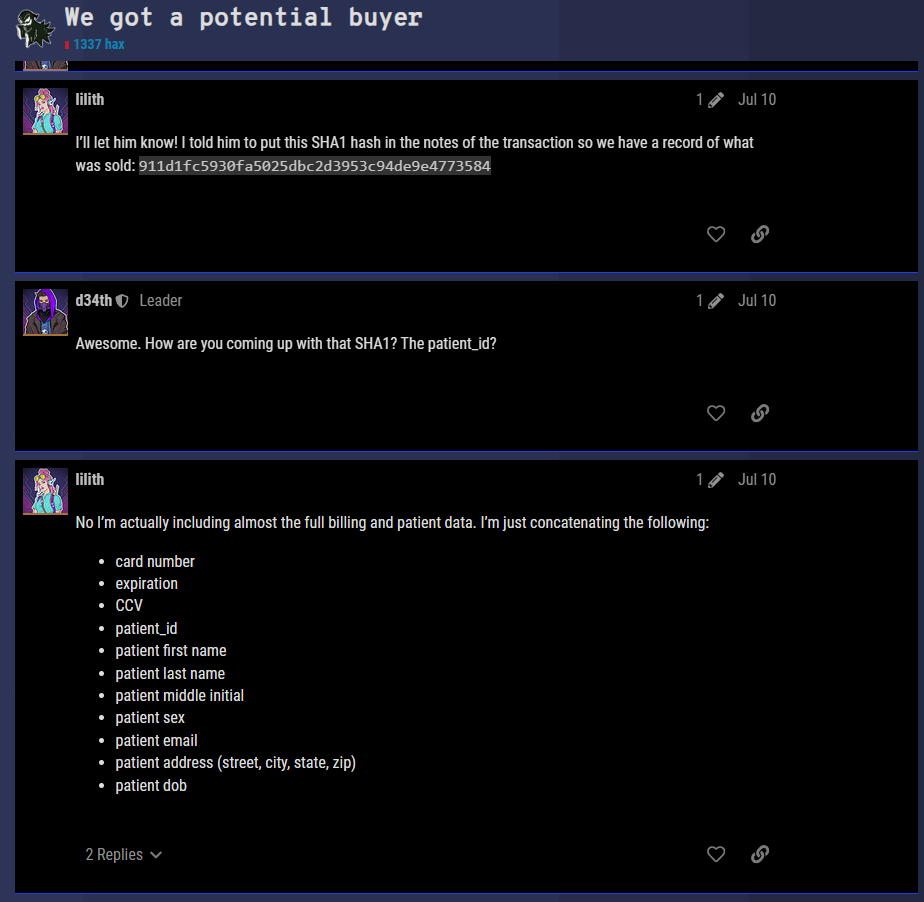 We got a potential buyer
1337 hax
lilith
1
Jul 10
I'll let him know! I told him to put this SHA1 hash in the notes of the transaction so we have a record of what
was sold: 911d1fc5930fa5025dbc2d3953c94de9e4773584
d34th Leader
1
Jul 10
Awesome. How are you coming up with that SHA1? The patient_id?
lilith
1
Jul 10
No I'm actually including almost the full billing and patient data. I'm just concatenating the following:
• card number
• expiration
• CCV
• patient_id
• patient first name
• patient last name
• patient middle initial
• patient sex
• patient email
• patient address (street, city, state, zip)
• patient dob
2 Replies